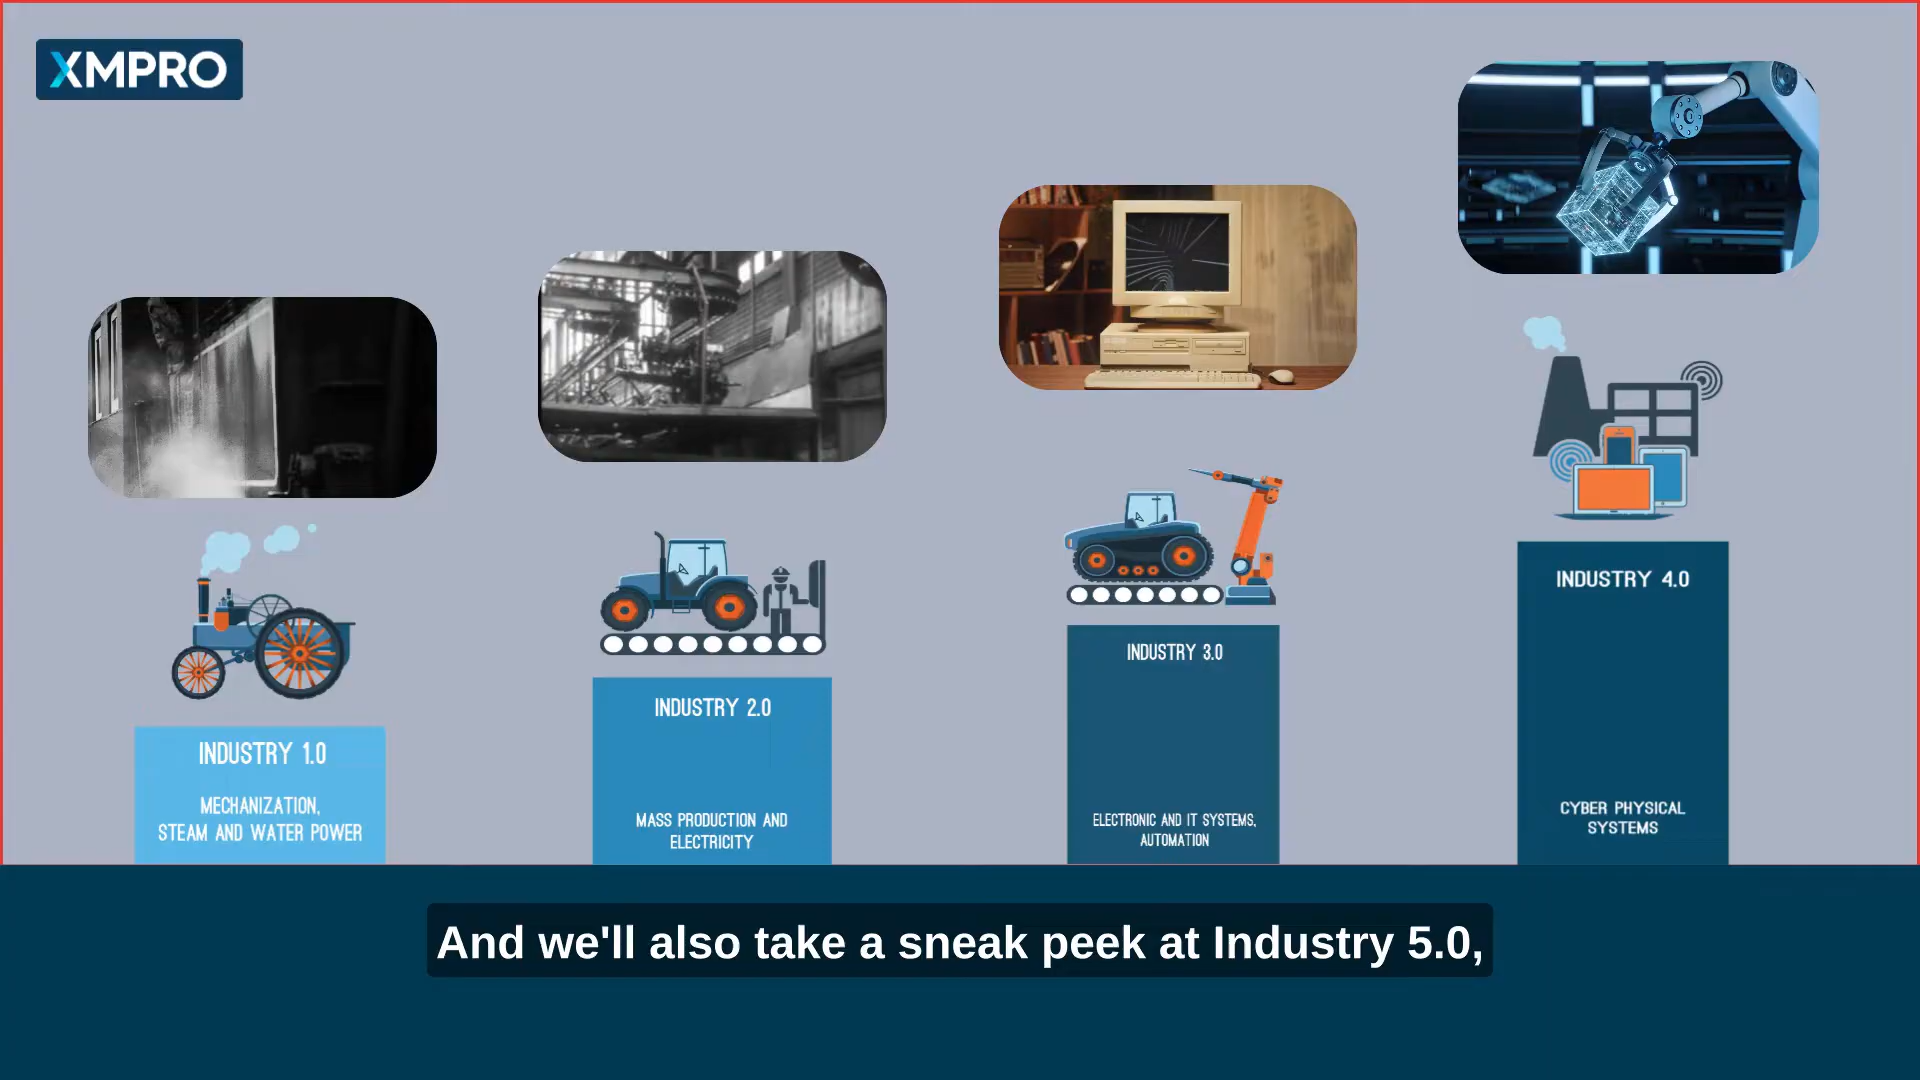 XMPRO
INDUSTRY 1.0
MECHANIZATION,
STEAM AND WATER POWER
INDUSTRY 2.0
MASS PRODUCTION AND
ELECTRICITY
INDUSTRY 3.0
ELECTRONIC AND IT SYSTEMS,
AUTOMATION
INDUSTRY 4.0
CYBER PHYSICAL
SYSTEMS
And we'll also take a sneak peek at Industry 5.0,